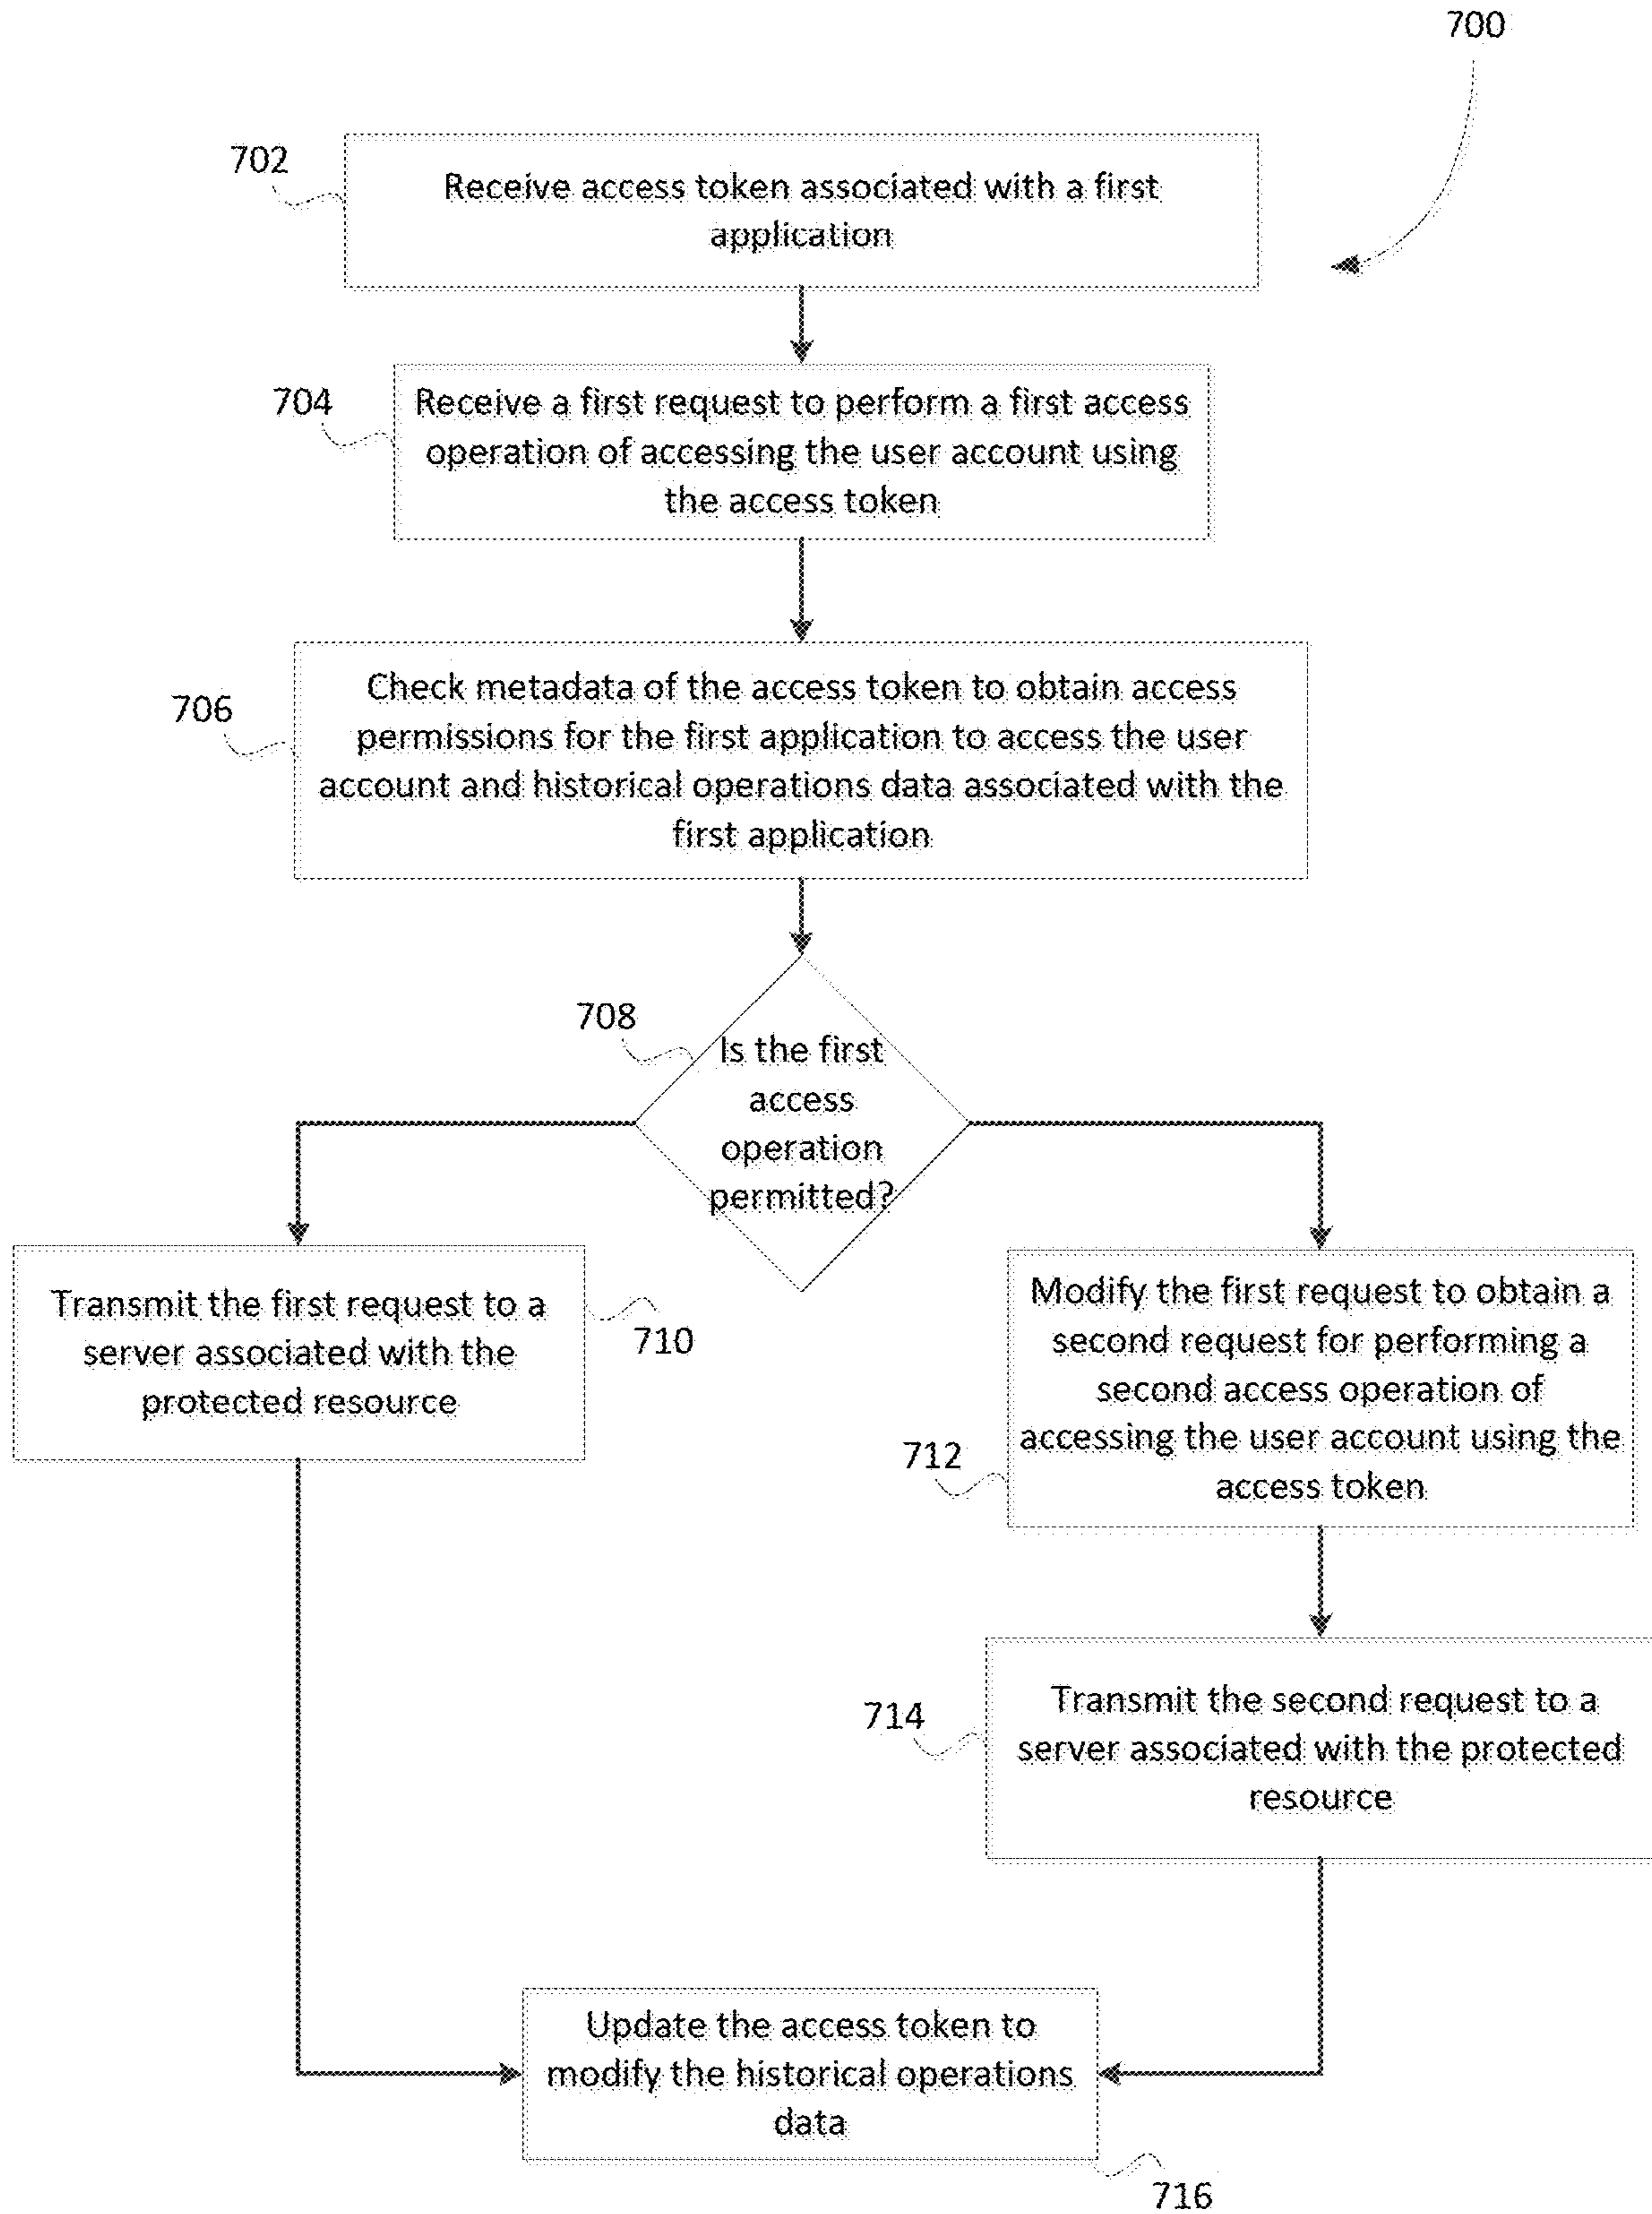 700
702
Receive access token associated with a first
application
704
Receive a first request to perform a first access
operation of accessing the user account using
the access token
706
Check metadata of the access token to obtain access
permissions for the first application to access the user
account and historical operations data associated with the
first application
708
Is the first
access
operation
permitted?
Transmit the first request to a
server associated with the
protected resource
710
Modify the first request to obtain a
second request for performing a
second access operation of
accessing the user account using the
access token
712
714
Transmit the second request to a
server associated with the protected
resource
Update the access token to
modify the historical operations
data
716